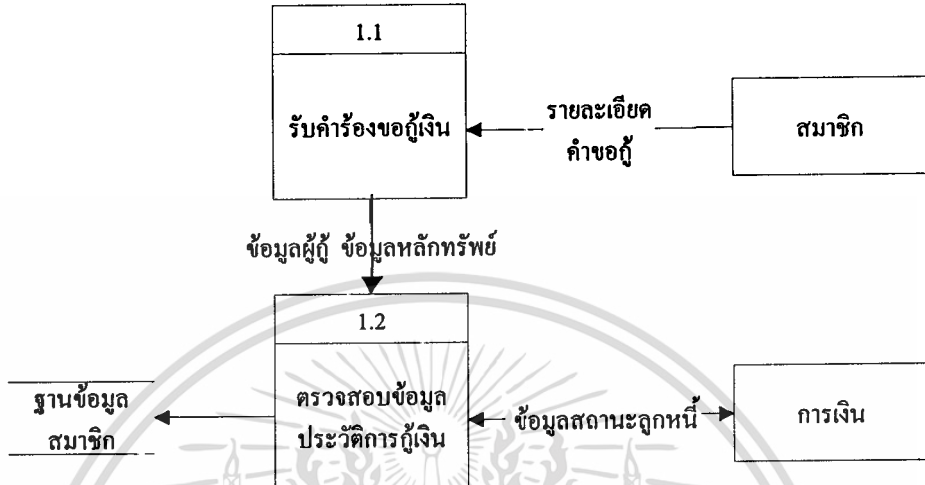 1.1
รับคำร้องขอกู้เงิน
รายละเอียด
คำขอกู้
สมาชิก
ข้อมูลผู้กู้ ข้อมูลหลักทรัพย์
1.2
ฐานข้อมูล
สมาชิก
ตรวจสอบข้อมูล
ประวัติการกู้เงิน
ข้อมูลสถานะลูกหนี้
การเงิน